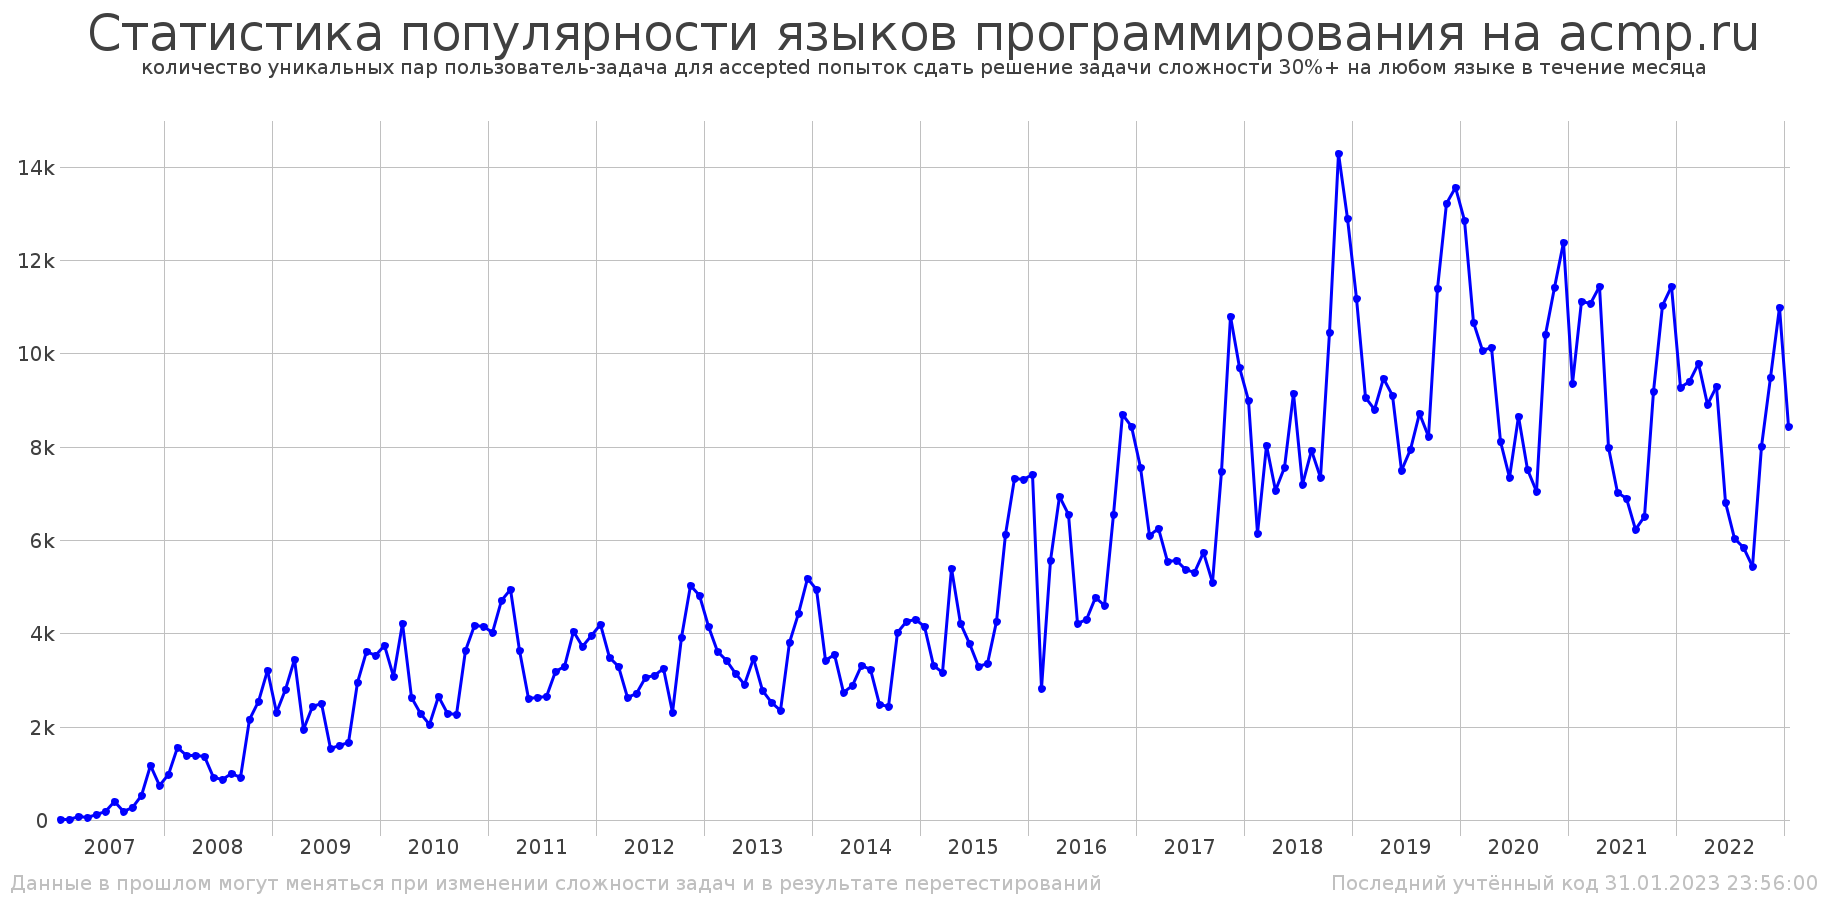 Статистика популярности языков программирования на acmp.ru
количество уникальных пар пользователь-задача для accepted попыток сдать решение задачи сложности 30%+ на любом языке в течение месяца
14k
12k
10k
8k
6k
4k
2k
0
2007 2008 2009 2010 2011 2012 2013 2014 2015 2016 2017 2018 2019 2020 2021 2022
Данные в прошлом могут меняться при изменении сложности задач и в результате перетестирований Последний учтённый код 31.01.2023 23:56:00